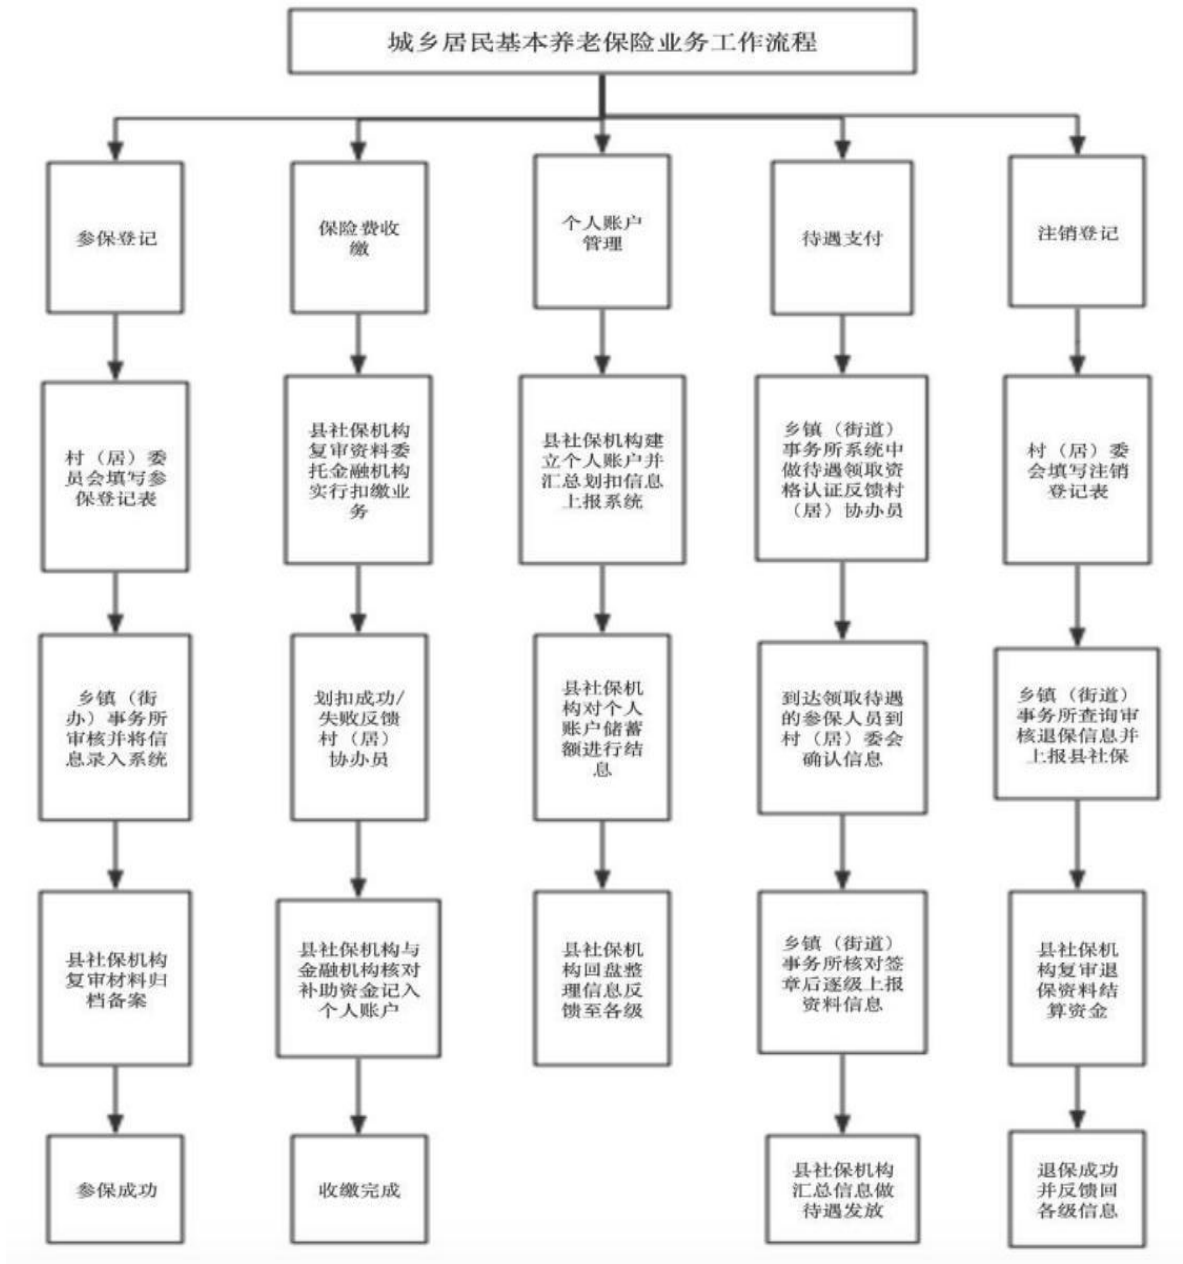 城乡居民基本养老保险业务工作流程
参保登记
村（居）委
员会填写参
保登记表
乡镇（街
办）事务所
审核并将信
息录入系统
县社保机构
复审材料归
档备案
参保成功
保险费收
缴
县社保机构
复审资料委
托金融机构
实行扣缴业
务
划扣成功/
失败反馈
村（居）
协办员
县社保机构与
金融机构核对
补助资金记入
个人账户
收缴完成
个人账户
管理
县社保机构建
立个人账户并
汇总划扣信息
上报系统
县社保机
构对个人
账户储蓄
额进行结
息
县社保机
构回盘整
理信息反
馈至各级
待遇支付
乡镇（街道）
事务所系统中
做待遇领取资
格认证反馈村
（居）协办员
到达领取待遇
的参保人员到
村（居）委会
确认信息
乡镇（街道）
事务所核对签
章后逐级上报
资料信息
县社保机构
汇总信息做
待遇发放
注销登记
村（居）委
会填写注销
登记表
乡镇（街道）
事务所查询审
核退保信息并
上报县社保
县社保机
构复审退
保资料结
算资金
退保成功
并反馈回
各级信息